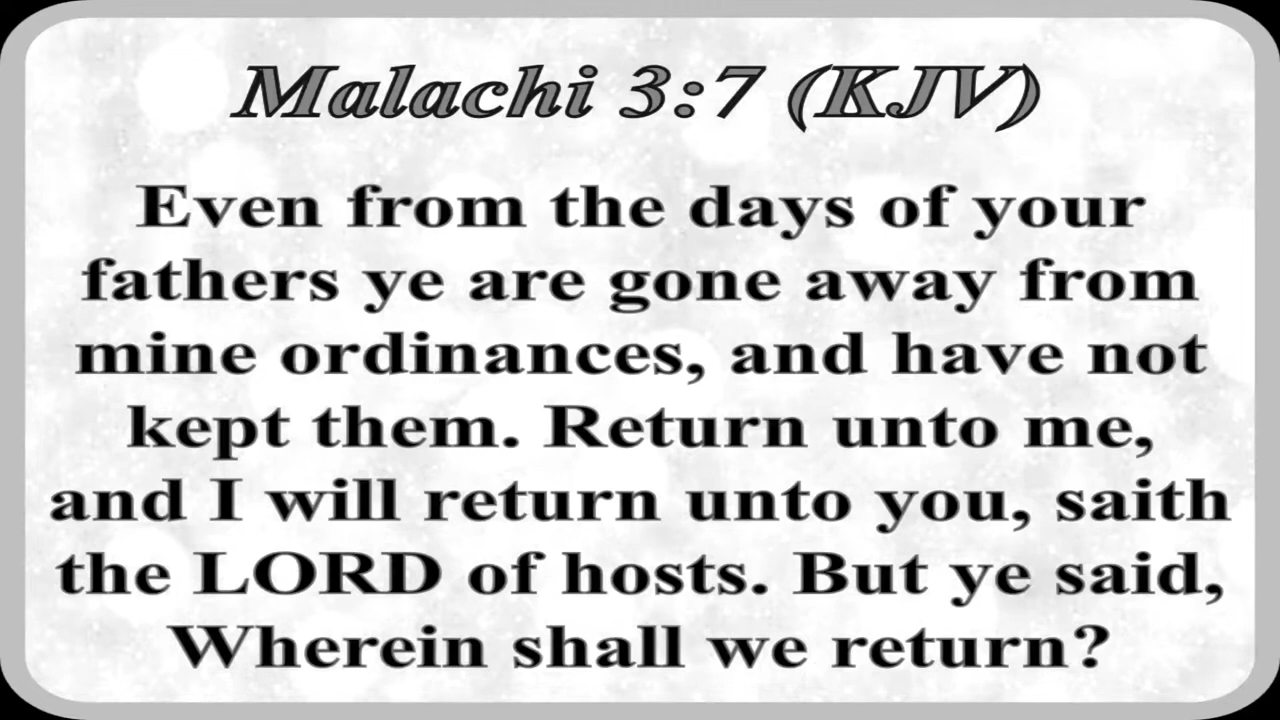 Malachi 3:7 (KJV)
Even from the days of your
fathers ye are gone away from
mine ordinances, and have not
kept them. Return unto me,
and I will return unto you, saith
the LORD of hosts. But ye said,
Wherein shall we return?